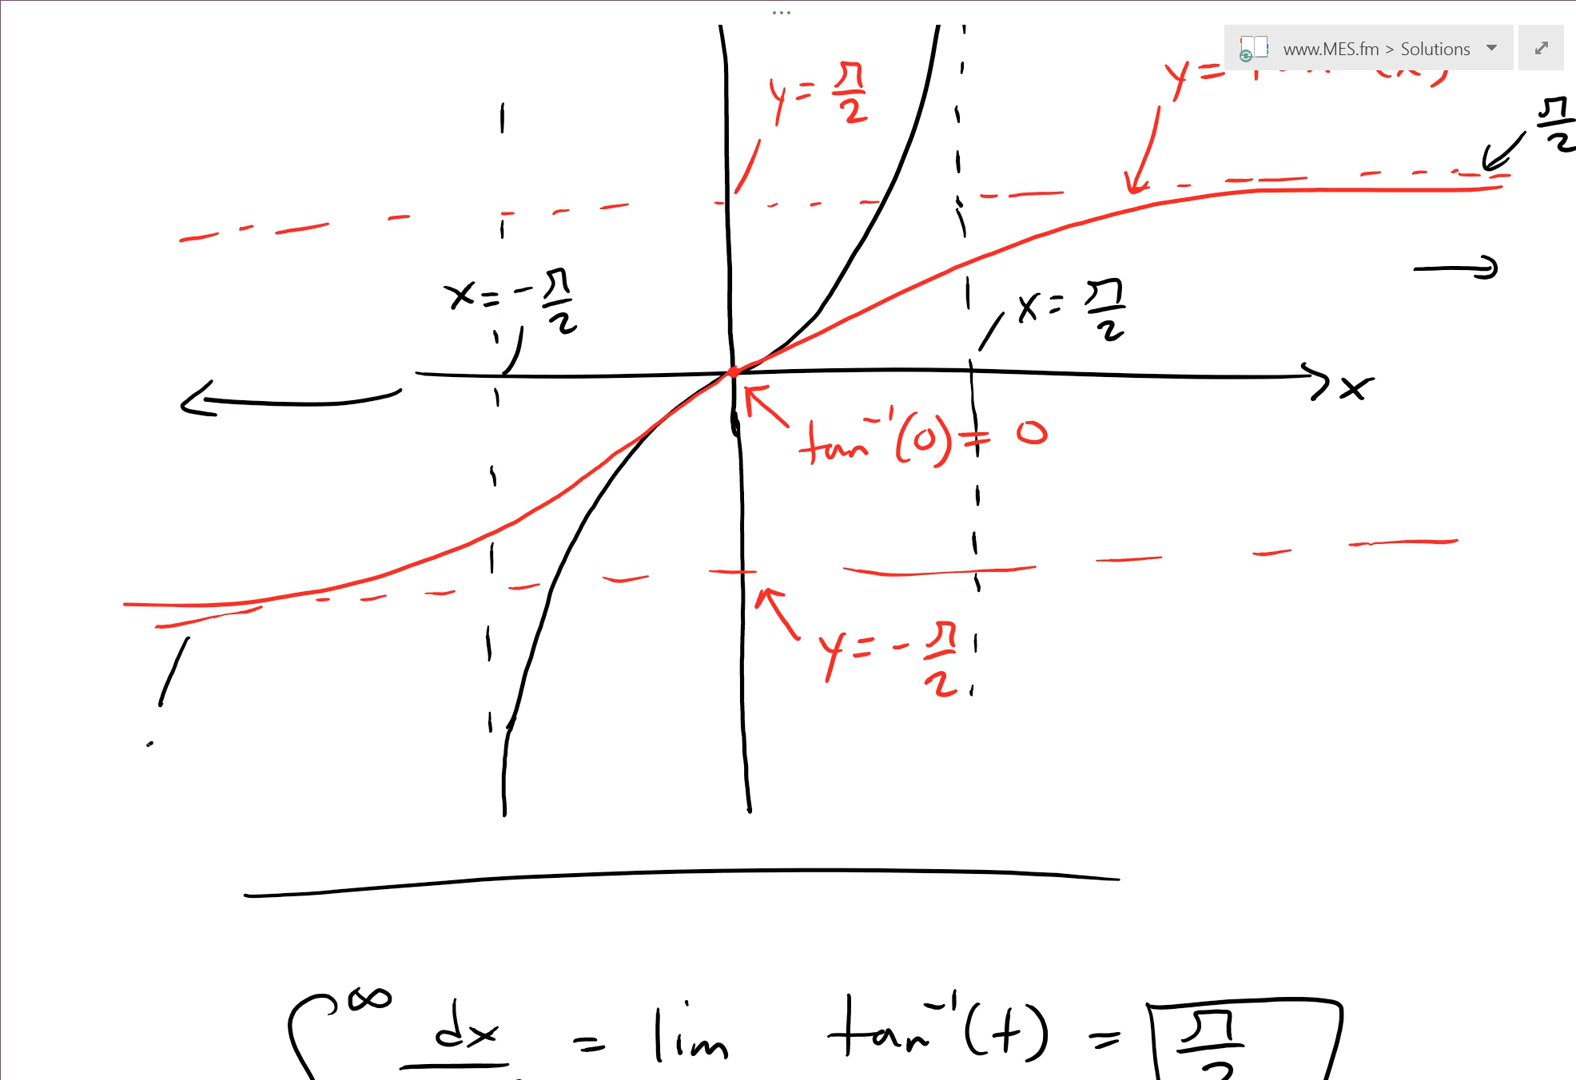 www.MES.fm > Solutions
y = π/2
y =
π/2
x = -π/2
x = π/2
x
tan⁻¹(0) = 0
y = -π/2
∫^∞ dx = lim tan⁻¹(t) = π/2